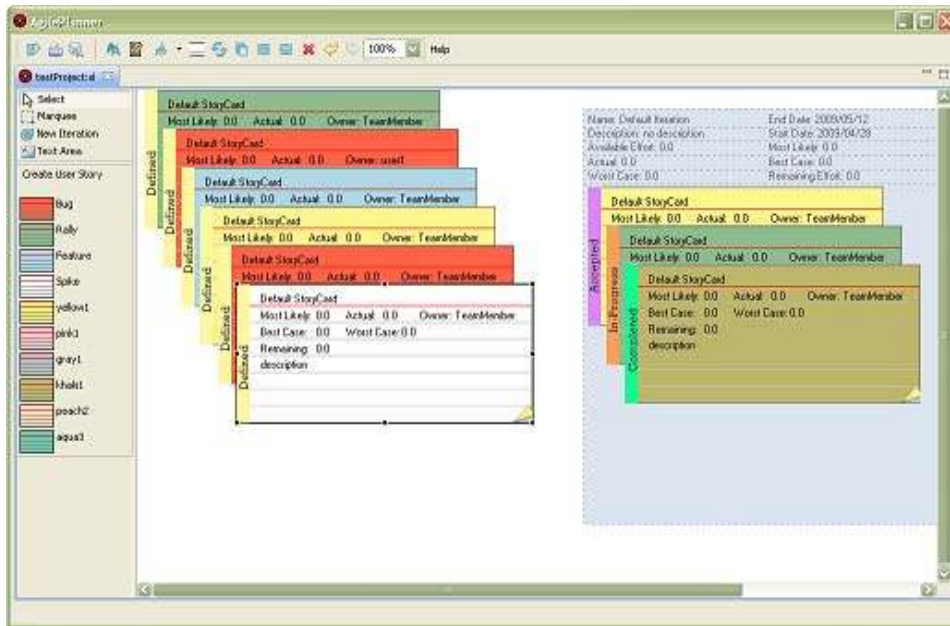 AgilePlanner
100%
Help
testProject.xl
Select
Marquee
New Iteration
Text Area
Create User Story
Bug
Rally
Feature
Spike
yellow1
pink1
gray1
khaki1
peach2
aqua3
Default StoryCard
Most Likely: 0.0 Actual: 0.0 Owner: TeamMember
Defined
Default StoryCard
Most Likely: 0.0 Actual: 0.0 Owner: user1
Defined
Default StoryCard
Most Likely: 0.0 Actual: 0.0 Owner: TeamMember
Defined
Default StoryCard
Most Likely: 0.0 Actual: 0.0 Owner: TeamMember
Defined
Default StoryCard
Most Likely: 0.0 Actual: 0.0 Owner: TeamMember
Defined
Default StoryCard
Most Likely: 0.0 Actual: 0.0 Owner: TeamMember
Best Case: 0.0 Worst Case: 0.0
Remaining: 0.0
description
Defined
Name: Default Iteration End Date: 2009/05/12
Description: no description Start Date: 2009/04/28
Available Effort: 0.0 Most Likely: 0.0
Actual: 0.0 Best Case: 0.0
Worst Case: 0.0 Remaining Effort: 0.0
Default StoryCard
Most Likely: 0.0 Actual: 0.0 Owner: TeamMember
Accepted
Default StoryCard
Most Likely: 0.0 Actual: 0.0 Owner: TeamMember
In-Progress
Default StoryCard
Most Likely: 0.0 Actual: 0.0 Owner: TeamMember
Best Case: 0.0 Worst Case: 0.0
Remaining: 0.0
description
Completed